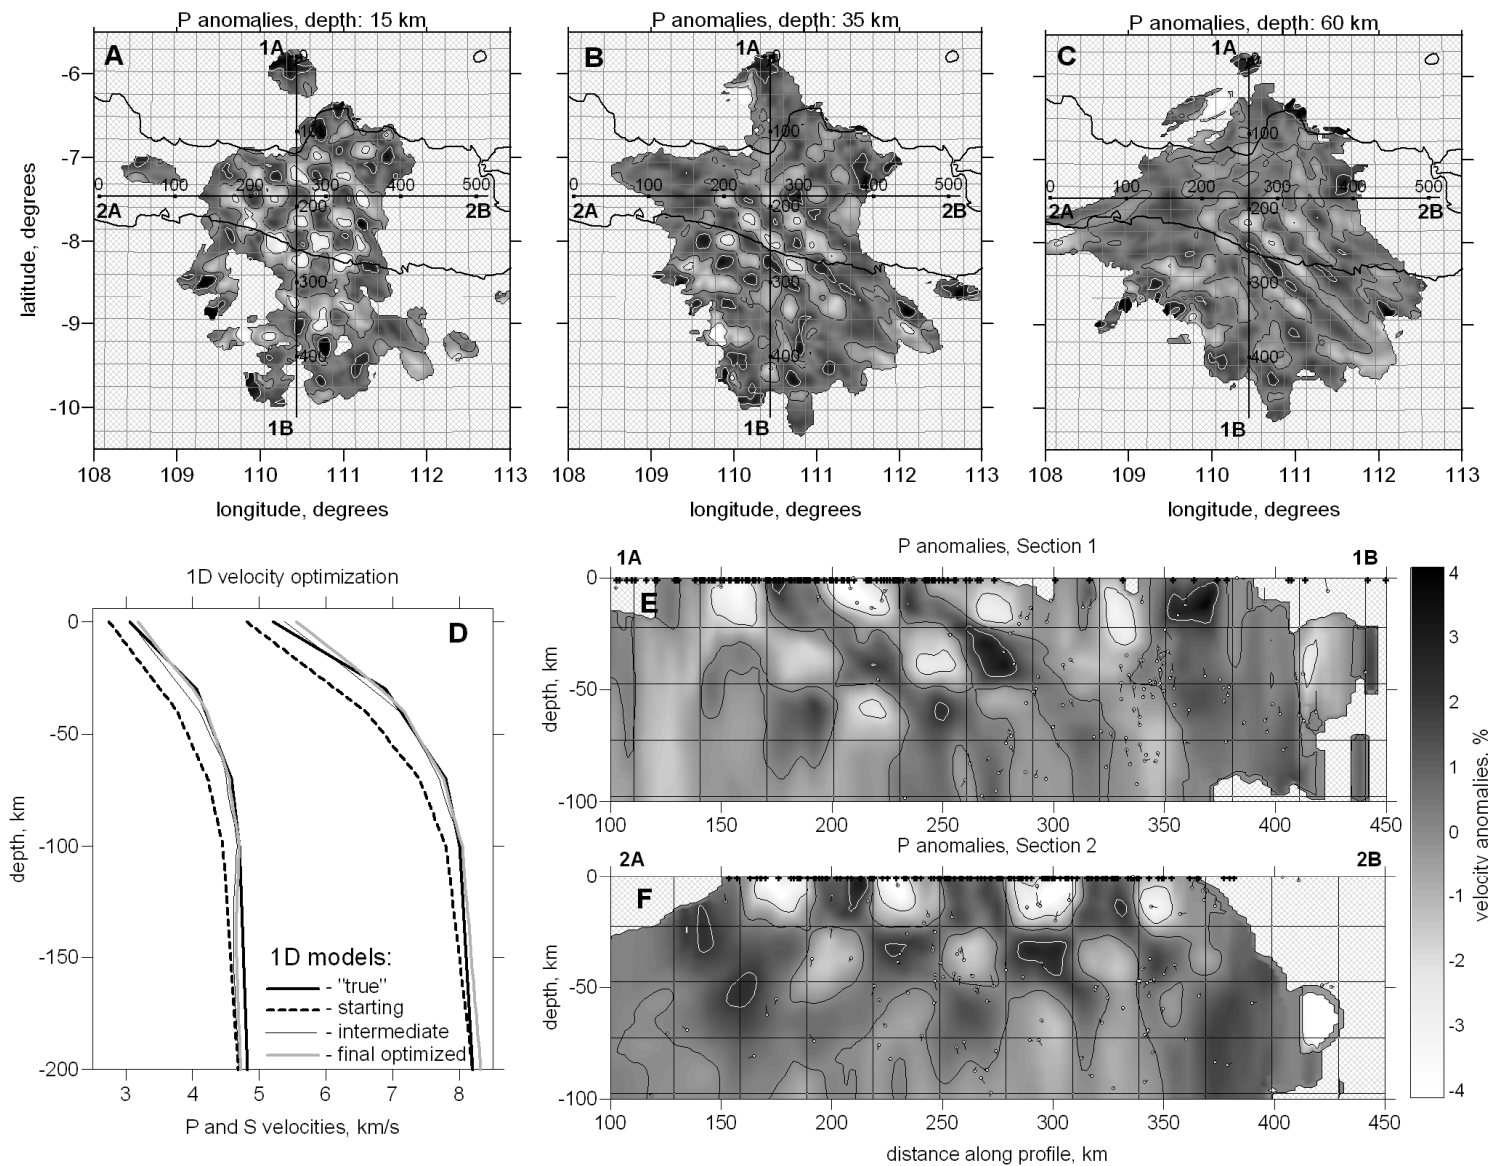 P anomalies, depth: 15 km
P anomalies, depth: 35 km
P anomalies, depth: 60 km
A
1A
B
1A
C
1A
-6
-7
-8
-9
-10
latitude, degrees
100
0 100 200 300 400 500
2A 200 2B
300
400
1B
100
0 100 200 300 400 500
2A 200 2B
300
400
1B
100
0 100 200 300 400 500
2A 200 2B
300
400
1B
108 109 110 111 112 113
108 109 110 111 112 113
108 109 110 111 112 113
longitude, degrees
longitude, degrees
longitude, degrees
1D velocity optimization
D
0
-50
-100
-150
-200
depth, km
1D models:
- "true"
- starting
- intermediate
- final optimized
3 4 5 6 7 8
P and S velocities, km/s
P anomalies, Section 1
1A 1B
E
0
-50
-100
depth, km
100 150 200 250 300 350 400 450
P anomalies, Section 2
2A 2B
F
0
-50
-100
depth, km
100 150 200 250 300 350 400 450
distance along profile, km
4
3
2
1
0
-1
-2
-3
-4
velocity anomalies, %